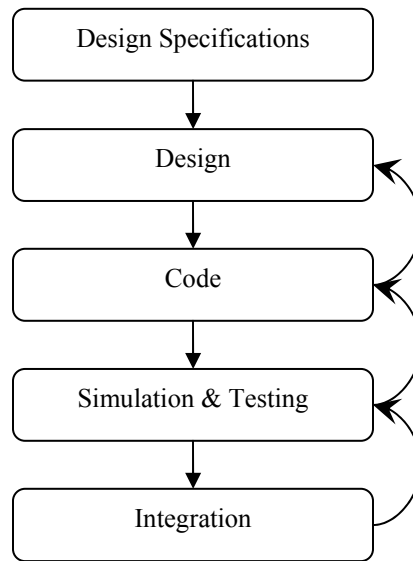 Design Specifications
Design
Code
Simulation & Testing
Integration